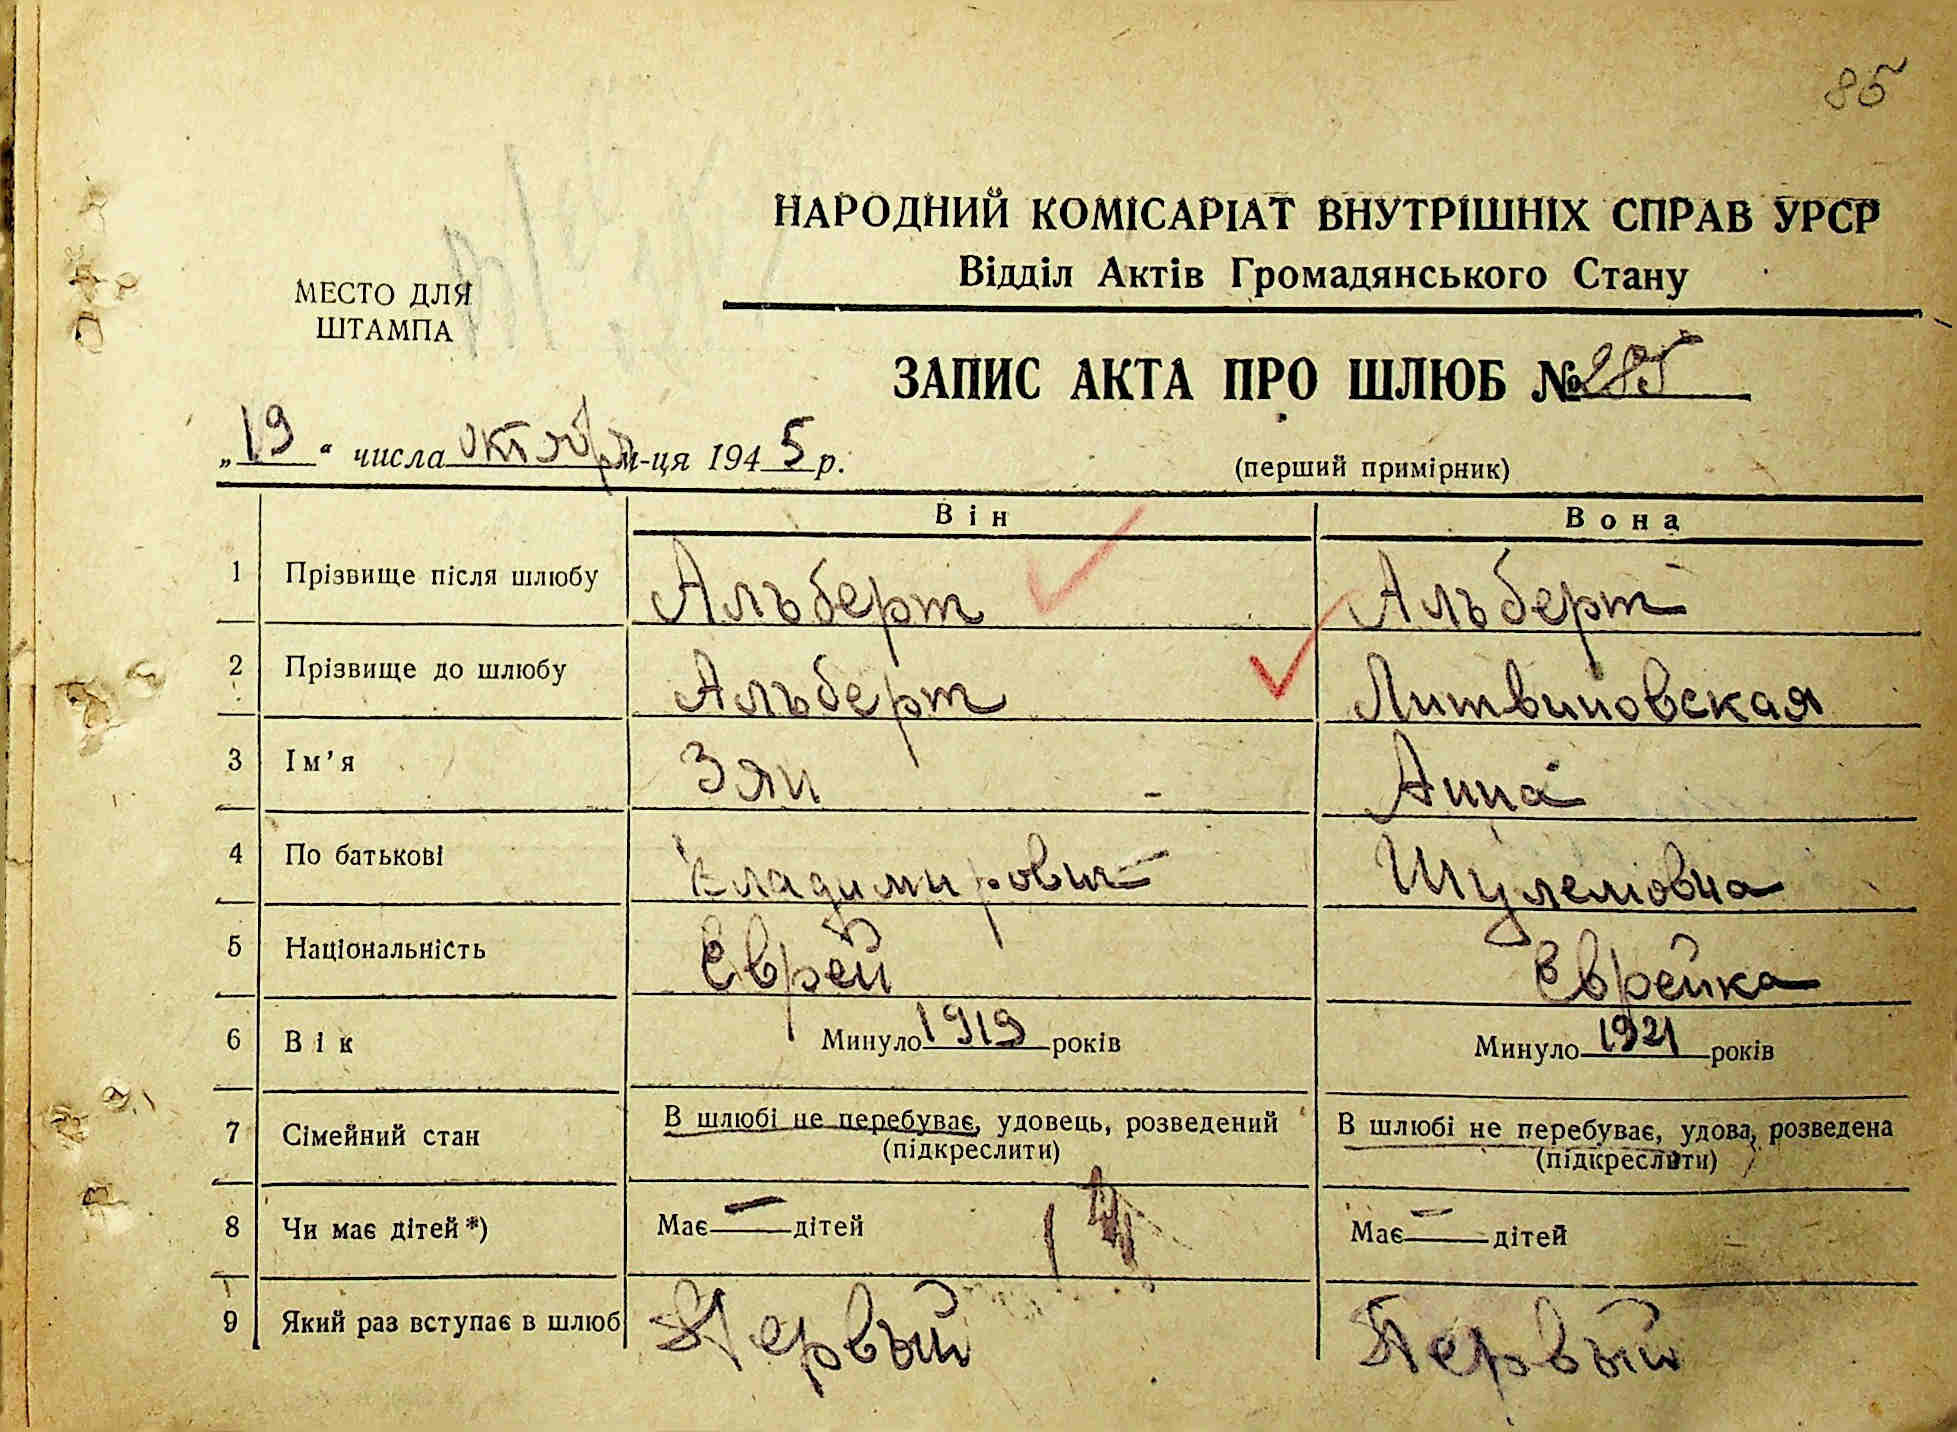 85
НАРОДНИЙ КОМІСАРІАТ ВНУТРІШНІХ СПРАВ УРСР
Відділ Актів Громадянського Стану
МЕСТО ДЛЯ
ШТАМПА
ЗАПИС АКТА ПРО ШЛЮБ № 285
„19“ числа октябр м-ця 1945 р.
(перший примірник)
Він Вона
1 Прізвище після шлюбу Альберт Альберт
2 Прізвище до шлюбу Альберт Литвиновская
3 Ім’я Зян Анна
4 По батькові Владимирович Шулемовна
5 Національність Еврей Еврейка
6 Вік Минуло 1919 років Минуло 1921 років
7 Сімейний стан В шлюбі не перебуває, удовець, розведений В шлюбі не перебуває, удова, розведена
(підкреслити) (підкреслити)
8 Чи має дітей*) Має — дітей Має — дітей
9 Який раз вступає в шлюб Первый Первый